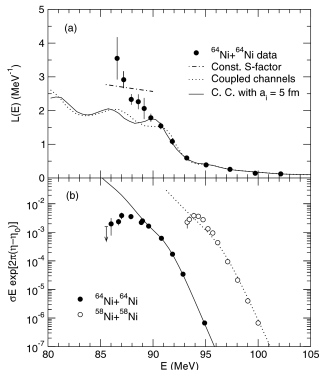 (a)
⁶⁴Ni+⁶⁴Ni data
Const. S-factor
Coupled channels
C. C. with aᵢ = 5 fm
L(E) (MeV⁻¹)
5
4
3
2
1
0
(b)
⁶⁴Ni+⁶⁴Ni
⁵⁸Ni+⁵⁸Ni
σE exp[2π(η-η₀)]
10⁻²
10⁻³
10⁻⁴
10⁻⁵
10⁻⁶
10⁻⁷
80 85 90 95 100 105
E (MeV)